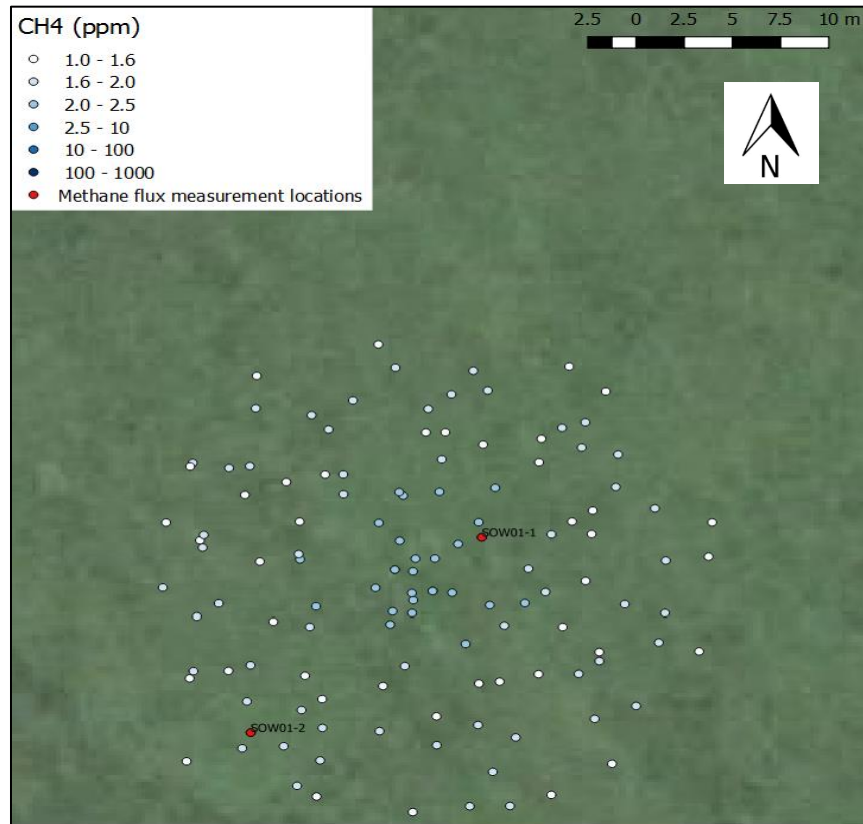 CH4 (ppm)
1.0 - 1.6
1.6 - 2.0
2.0 - 2.5
2.5 - 10
10 - 100
100 - 1000
Methane flux measurement locations
2.5 0 2.5 5 7.5 10 m
N
SOW01-1
SOW01-2